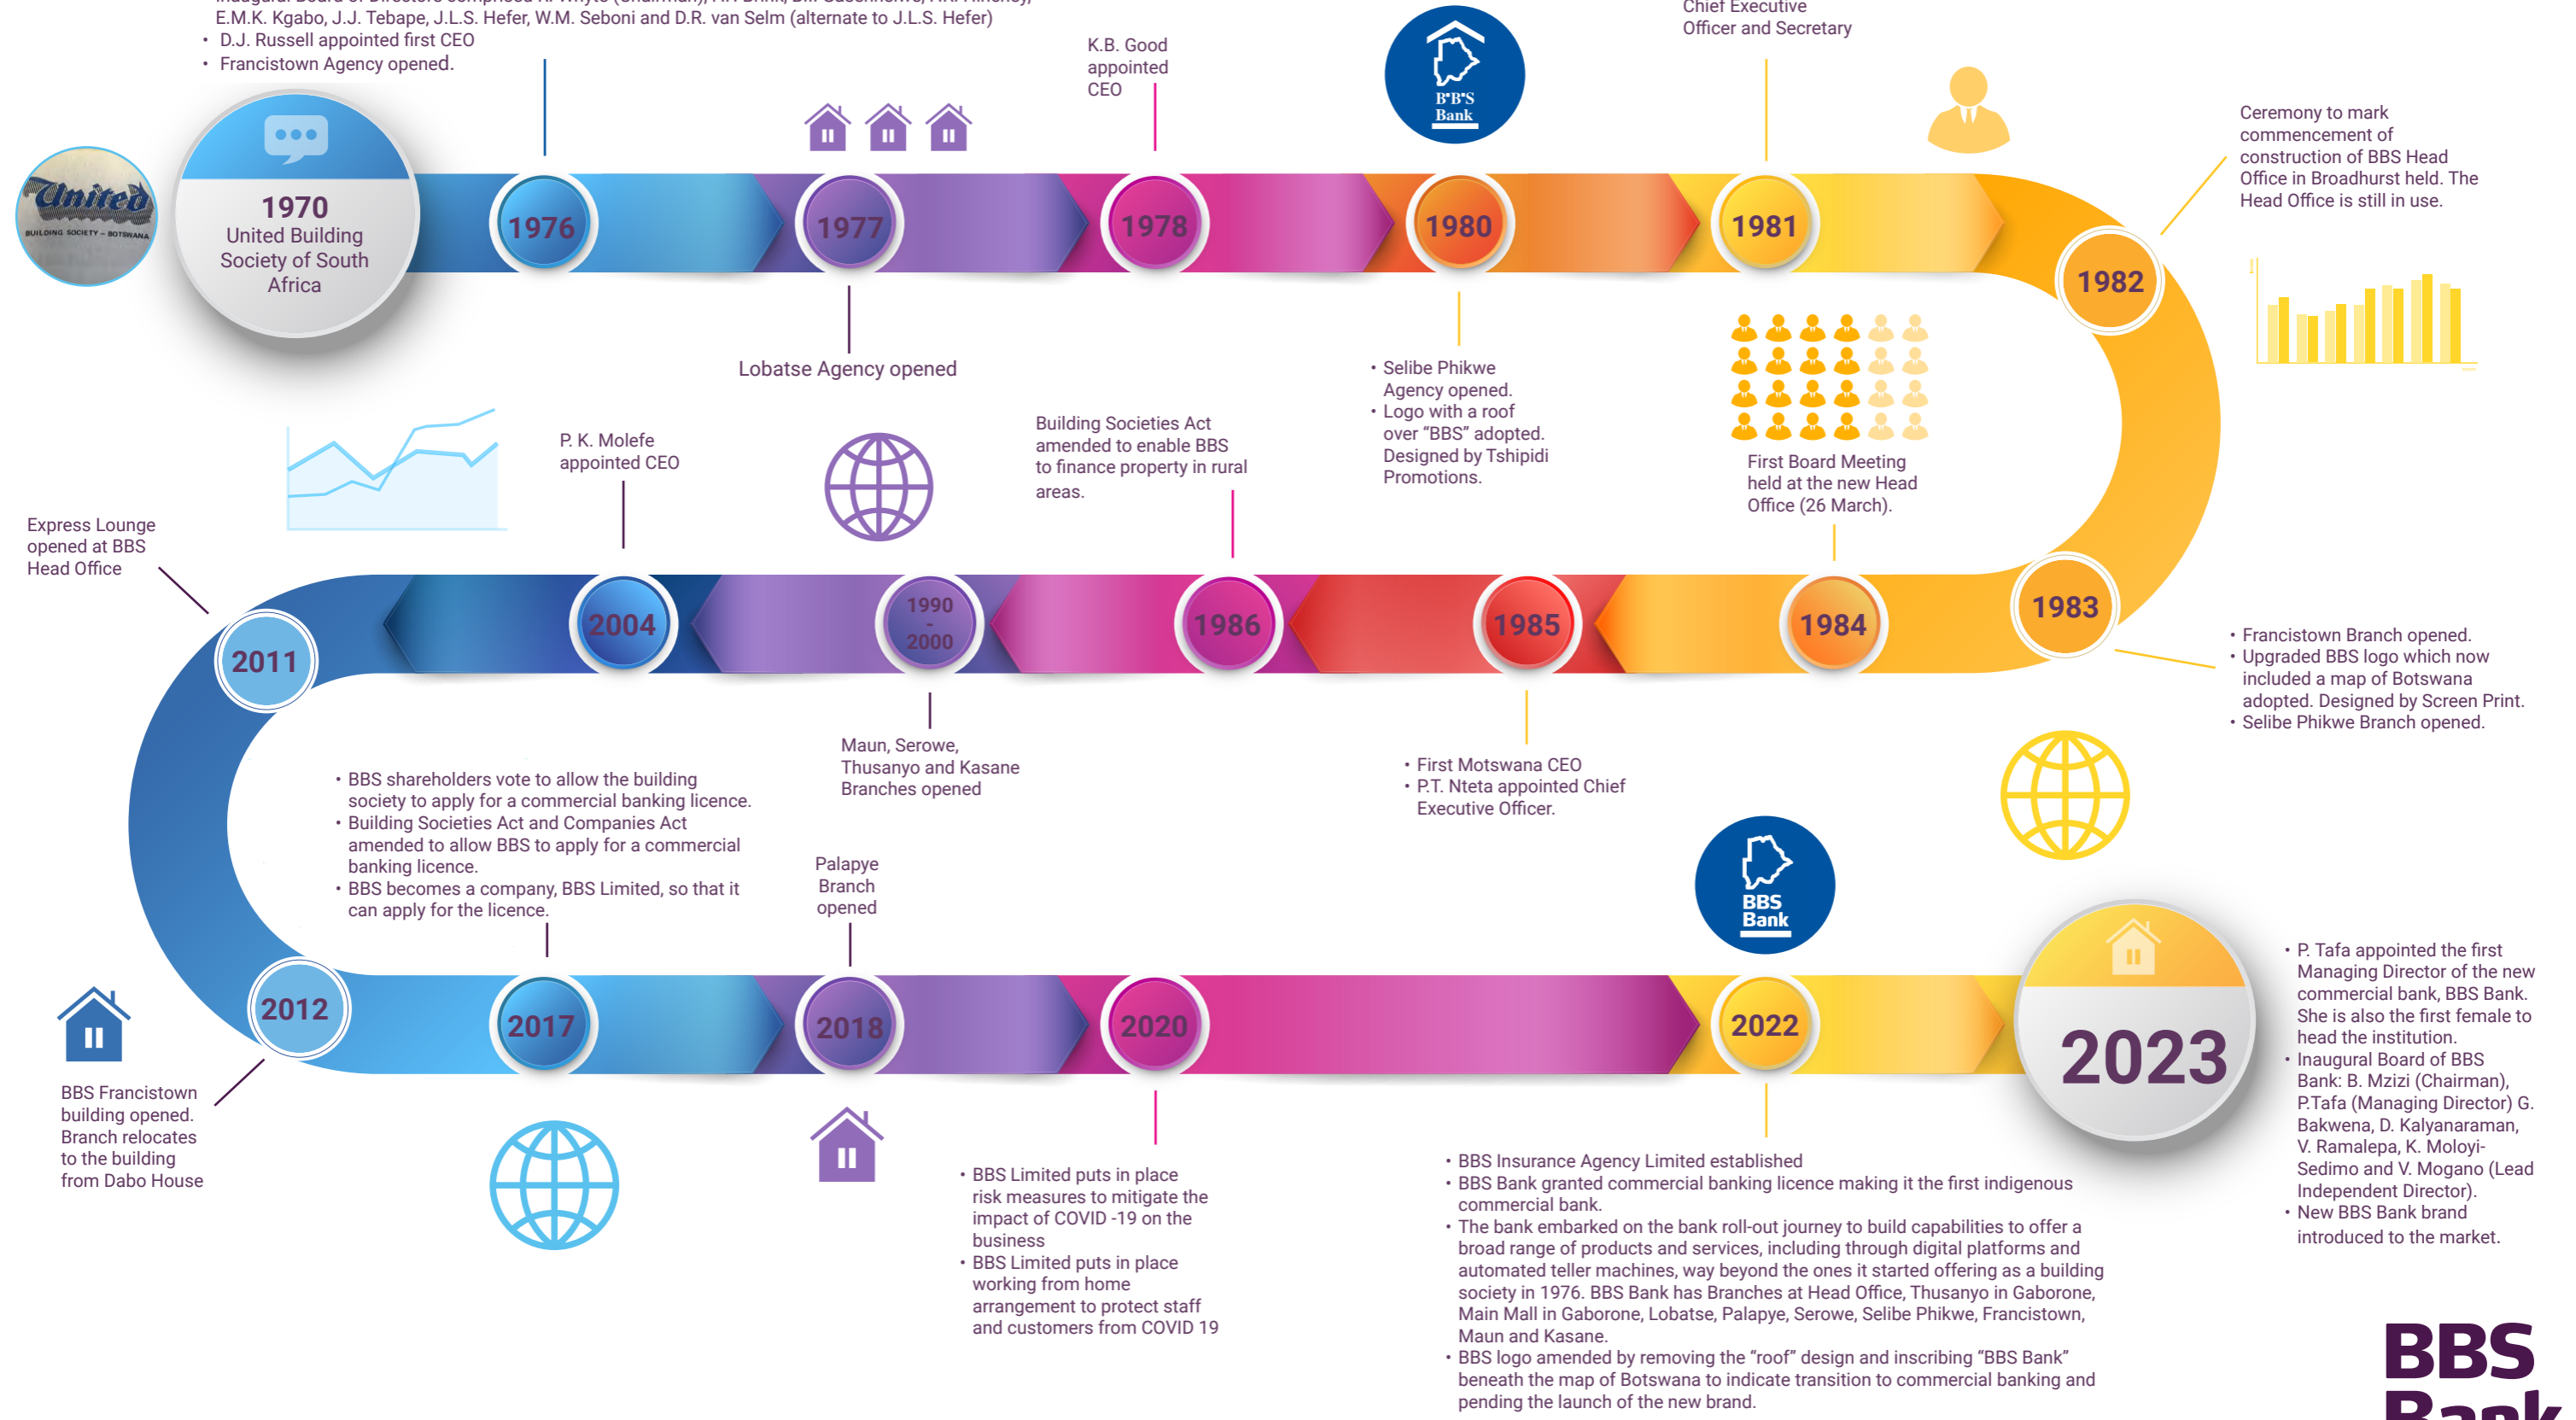 E.M.K. Kgabo, J.J. Tebape, J.L.S. Hefer, W.M. Seboni and D.R. van Selm (alternate to J.L.S. Hefer)
• D.J. Russell appointed first CEO
• Francistown Agency opened.
United
BUILDING SOCIETY – BOTSWANA
1970
United Building
Society of South
Africa
1976
1977
Lobatse Agency opened
K.B. Good
appointed
CEO
1978
B·B·S
Bank
1980
• Selibe Phikwe
Agency opened.
• Logo with a roof
over “BBS” adopted.
Designed by Tshipidi
Promotions.
Chief Executive
Officer and Secretary
1981
Ceremony to mark
commencement of
construction of BBS Head
Office in Broadhurst held. The
Head Office is still in use.
1982
1983
• Francistown Branch opened.
• Upgraded BBS logo which now
included a map of Botswana
adopted. Designed by Screen Print.
• Selibe Phikwe Branch opened.
First Board Meeting
held at the new Head
Office (26 March).
1984
1985
• First Motswana CEO
• P.T. Nteta appointed Chief
Executive Officer.
Building Societies Act
amended to enable BBS
to finance property in rural
areas.
1986
1990
-
2000
Maun, Serowe,
Thusanyo and Kasane
Branches opened
P. K. Molefe
appointed CEO
2004
Express Lounge
opened at BBS
Head Office
2011
2012
BBS Francistown
building opened.
Branch relocates
to the building
from Dabo House
• BBS shareholders vote to allow the building
society to apply for a commercial banking licence.
• Building Societies Act and Companies Act
amended to allow BBS to apply for a commercial
banking licence.
• BBS becomes a company, BBS Limited, so that it
can apply for the licence.
2017
Palapye
Branch
opened
2018
2020
• BBS Limited puts in place
risk measures to mitigate the
impact of COVID -19 on the
business
• BBS Limited puts in place
working from home
arrangement to protect staff
and customers from COVID 19
BBS
Bank
2022
• BBS Insurance Agency Limited established
• BBS Bank granted commercial banking licence making it the first indigenous
commercial bank.
• The bank embarked on the bank roll-out journey to build capabilities to offer a
broad range of products and services, including through digital platforms and
automated teller machines, way beyond the ones it started offering as a building
society in 1976. BBS Bank has Branches at Head Office, Thusanyo in Gaborone,
Main Mall in Gaborone, Lobatse, Palapye, Serowe, Selibe Phikwe, Francistown,
Maun and Kasane.
• BBS logo amended by removing the “roof” design and inscribing “BBS Bank”
beneath the map of Botswana to indicate transition to commercial banking and
pending the launch of the new brand.
2023
• P. Tafa appointed the first
Managing Director of the new
commercial bank, BBS Bank.
She is also the first female to
head the institution.
• Inaugural Board of BBS
Bank: B. Mzizi (Chairman),
P.Tafa (Managing Director) G.
Bakwena, D. Kalyanaraman,
V. Ramalepa, K. Moloyi-
Sedimo and V. Mogano (Lead
Independent Director).
• New BBS Bank brand
introduced to the market.
BBS
Bank